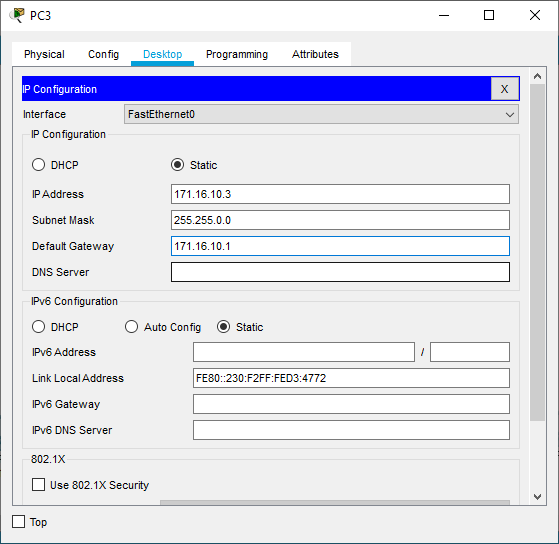 PC3
Physical Config Desktop Programming Attributes
IP Configuration X
Interface FastEthernet0
IP Configuration
DHCP Static
IP Address 171.16.10.3
Subnet Mask 255.255.0.0
Default Gateway 171.16.10.1
DNS Server
IPv6 Configuration
DHCP Auto Config Static
IPv6 Address /
Link Local Address FE80::230:F2FF:FED3:4772
IPv6 Gateway
IPv6 DNS Server
802.1X
Use 802.1X Security
Top